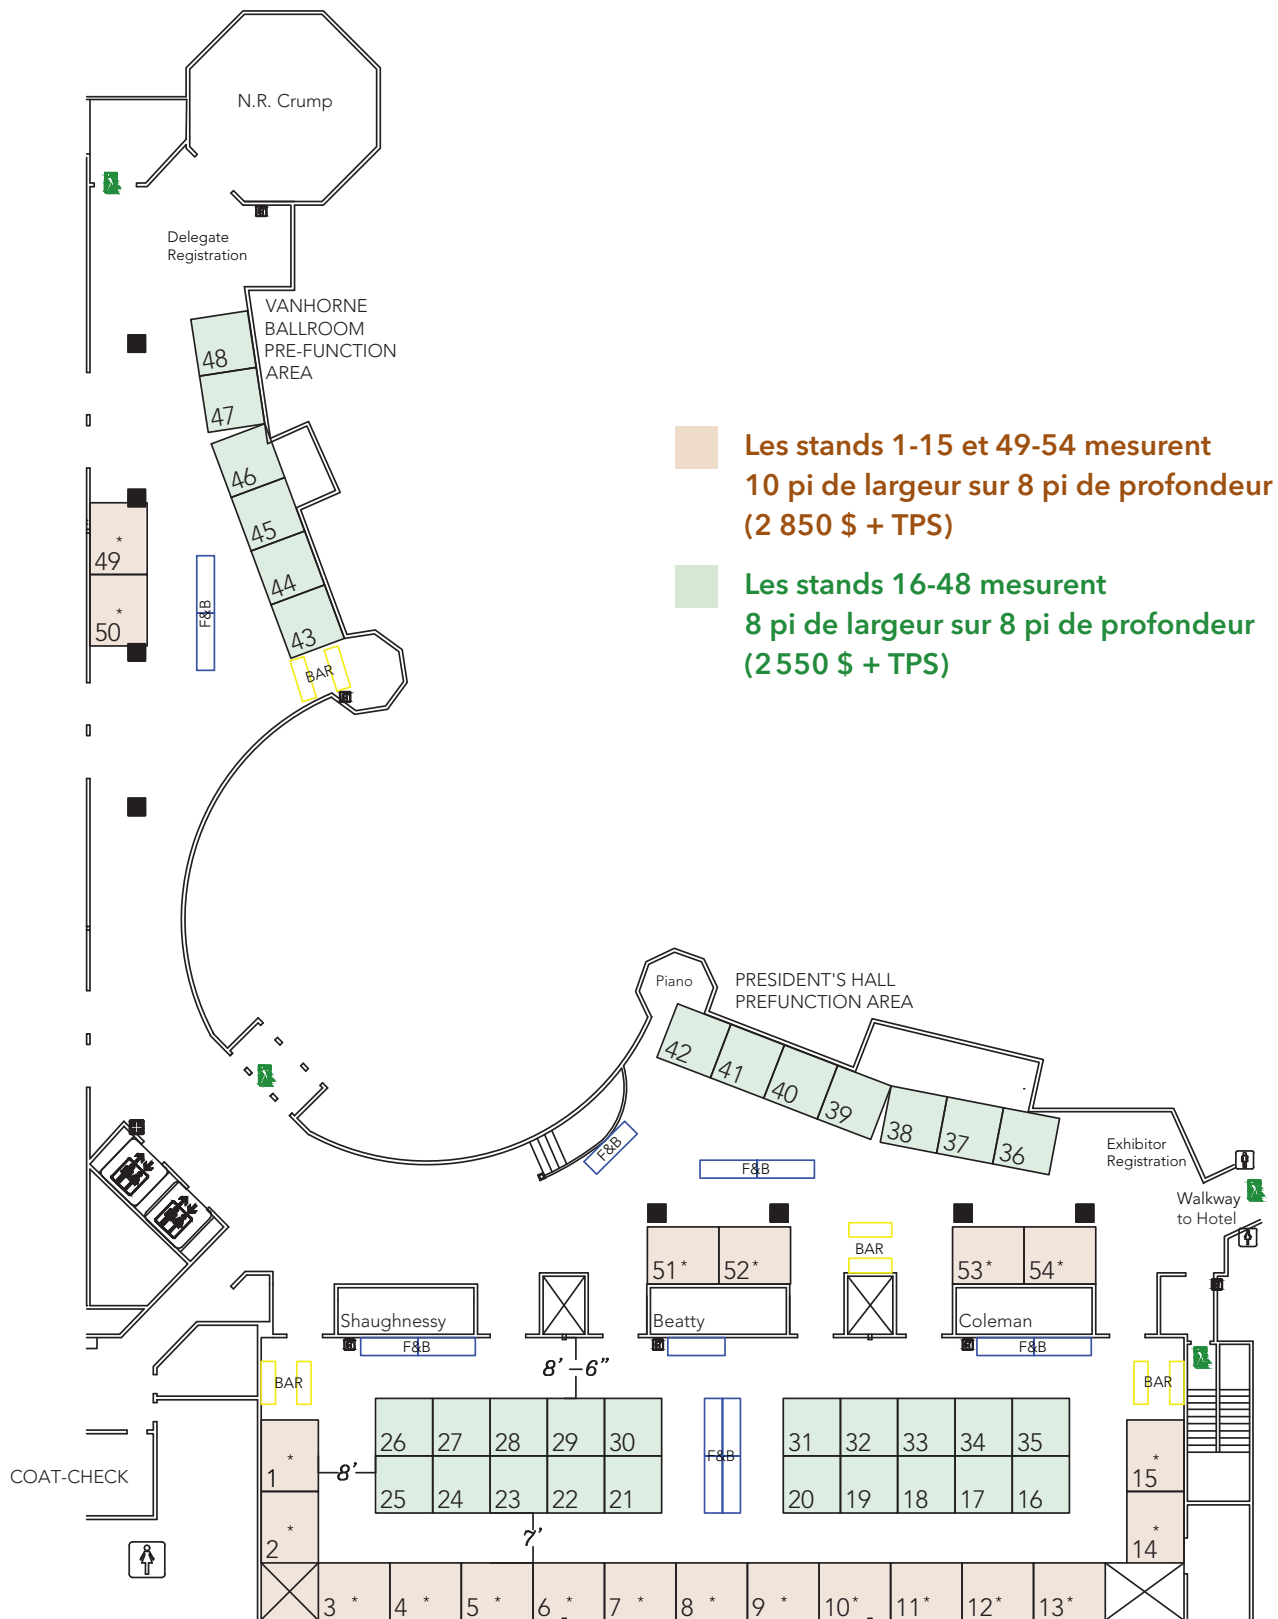 N.R. Crump
Delegate
Registration
VANHORNE
BALLROOM
PRE-FUNCTION
AREA
48
47
46
45
44
43
49 *
50 *
F&B
BAR
Les stands 1-15 et 49-54 mesurent
10 pi de largeur sur 8 pi de profondeur
(2 850 $ + TPS)
Les stands 16-48 mesurent
8 pi de largeur sur 8 pi de profondeur
(2 550 $ + TPS)
Piano
PRESIDENT'S HALL
PREFUNCTION AREA
42
41
40
39
38
37
36
F&B
F&B
Exhibitor
Registration
Walkway
to Hotel
BAR
51 * 52 * 53 * 54 *
Shaughnessy
Beatty
Coleman
F&B
F&B
8' -6"
BAR
BAR
26 27 28 29 30
31 32 33 34 35
F&B
1 *
8'
15 *
COAT-CHECK
25 24 23 22 21
20 19 18 17 16
7'
2 *
14 *
3 * 4 * 5 * 6 * 7 * 8 * 9 * 10 * 11 * 12 * 13 *